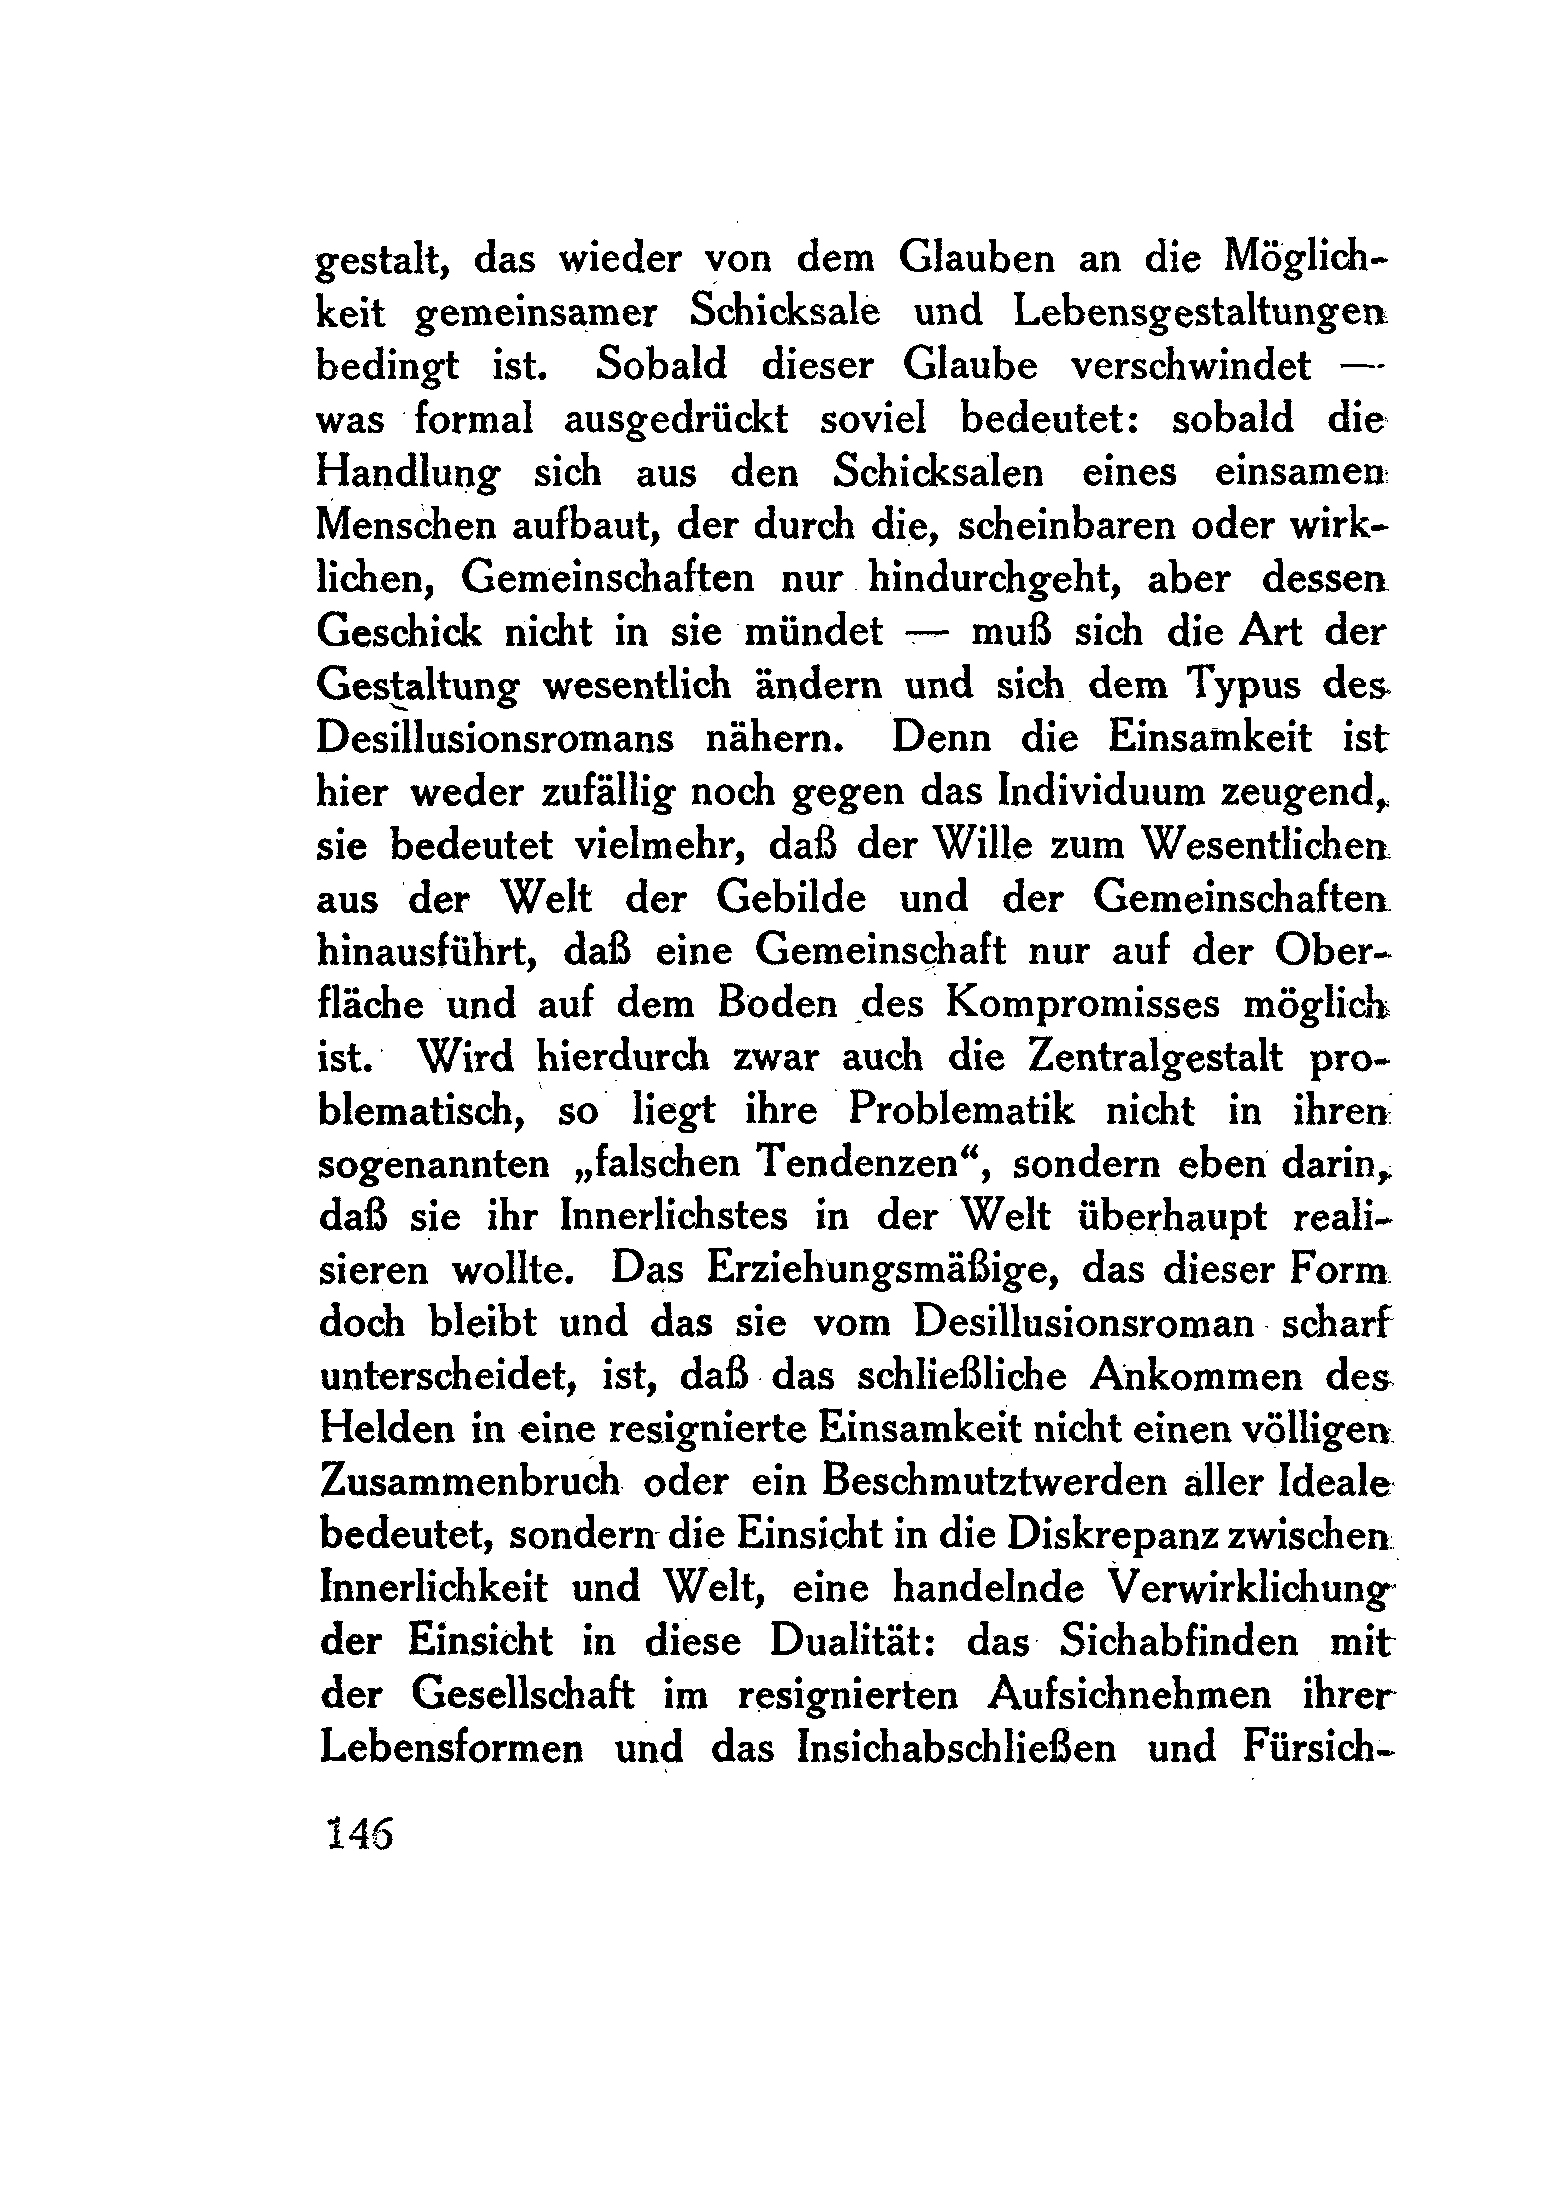 gestalt, das wieder von dem Glauben an die Möglich-
keit gemeinsamer Schicksale und Lebensgestaltungen
bedingt ist. Sobald dieser Glaube verschwindet —
was formal ausgedrückt soviel bedeutet: sobald die
Handlung sich aus den Schicksalen eines einsamen
Menschen aufbaut, der durch die, scheinbaren oder wirk-
lichen, Gemeinschaften nur hindurchgeht, aber dessen
Geschick nicht in sie mündet — muß sich die Art der
Gestaltung wesentlich ändern und sich dem Typus des
Desillusionsromans nähern. Denn die Einsamkeit ist
hier weder zufällig noch gegen das Individuum zeugend,
sie bedeutet vielmehr, daß der Wille zum Wesentlichen
aus der Welt der Gebilde und der Gemeinschaften
hinausführt, daß eine Gemeinschaft nur auf der Ober-
fläche und auf dem Boden des Kompromisses möglich
ist. Wird hierdurch zwar auch die Zentralgestalt pro-
blematisch, so liegt ihre Problematik nicht in ihren
sogenannten „falschen Tendenzen“, sondern eben darin,
daß sie ihr Innerlichstes in der Welt überhaupt reali-
sieren wollte. Das Erziehungsmäßige, das dieser Form
doch bleibt und das sie vom Desillusionsroman scharf
unterscheidet, ist, daß das schließliche Ankommen des
Helden in eine resignierte Einsamkeit nicht einen völligen
Zusammenbruch oder ein Beschmutztwerden aller Ideale
bedeutet, sondern die Einsicht in die Diskrepanz zwischen
Innerlichkeit und Welt, eine handelnde Verwirklichung
der Einsicht in diese Dualität: das Sichabfinden mit
der Gesellschaft im resignierten Aufsichnehmen ihrer
Lebensformen und das Insichabschließen und Fürsich-
146